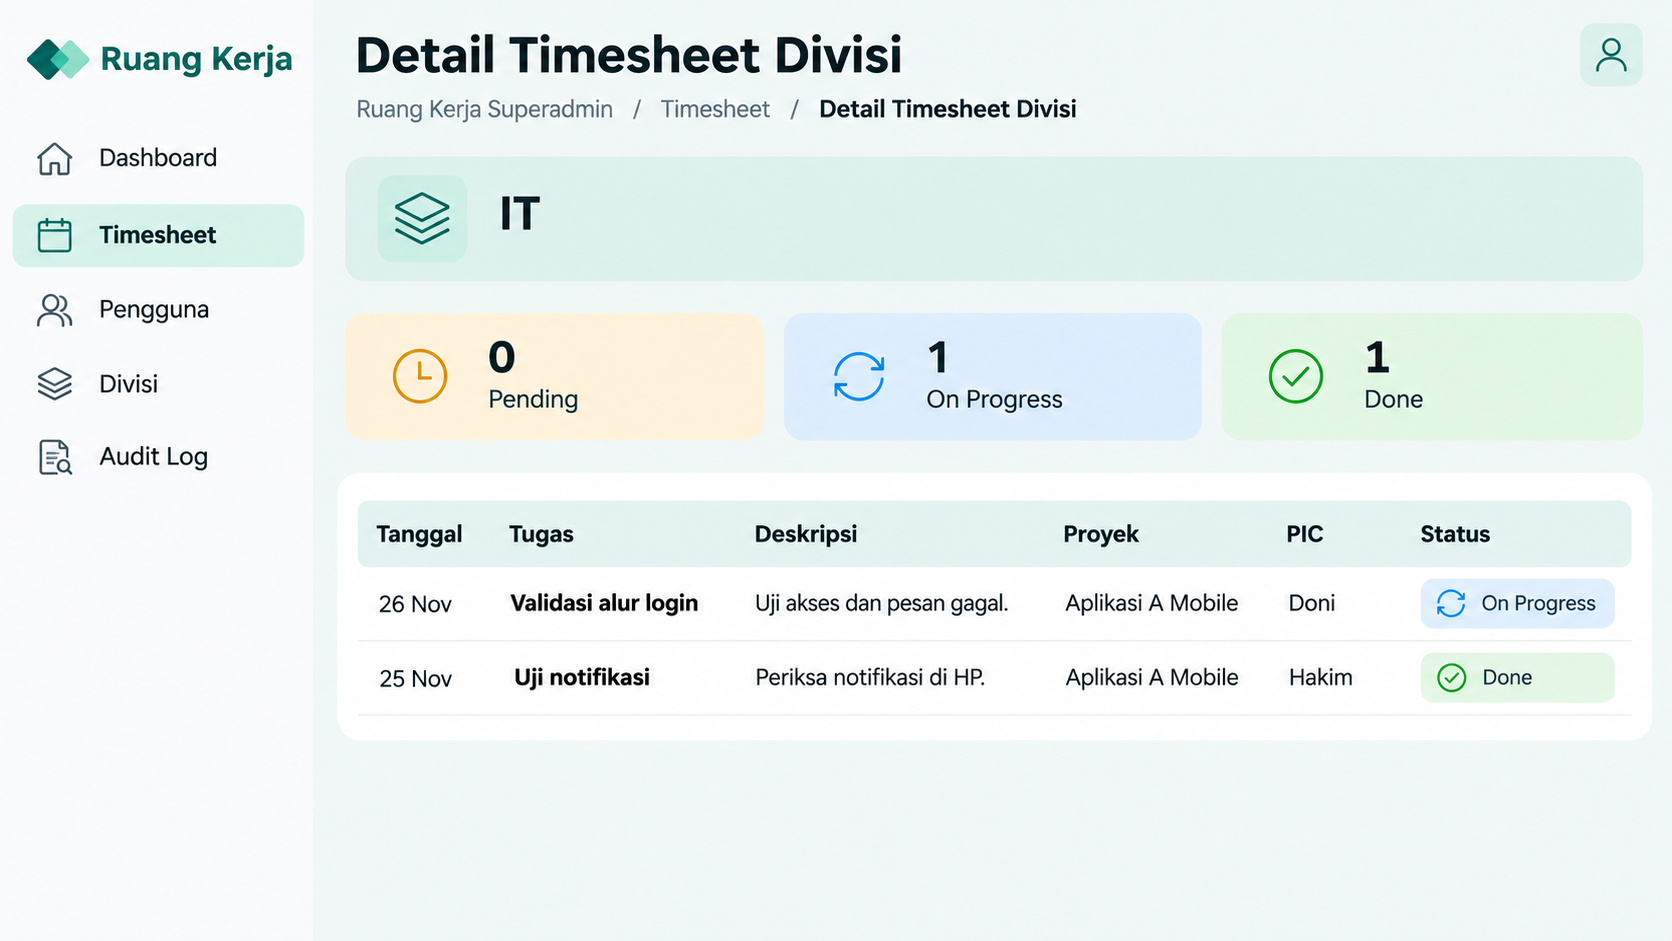 Ruang Kerja
Dashboard
Timesheet
Pengguna
Divisi
Audit Log
Detail Timesheet Divisi
Ruang Kerja Superadmin / Timesheet / Detail Timesheet Divisi
IT
0
Pending
1
On Progress
1
Done
Tanggal Tugas Deskripsi Proyek PIC Status
26 Nov Validasi alur login Uji akses dan pesan gagal. Aplikasi A Mobile Doni On Progress
25 Nov Uji notifikasi Periksa notifikasi di HP. Aplikasi A Mobile Hakim Done